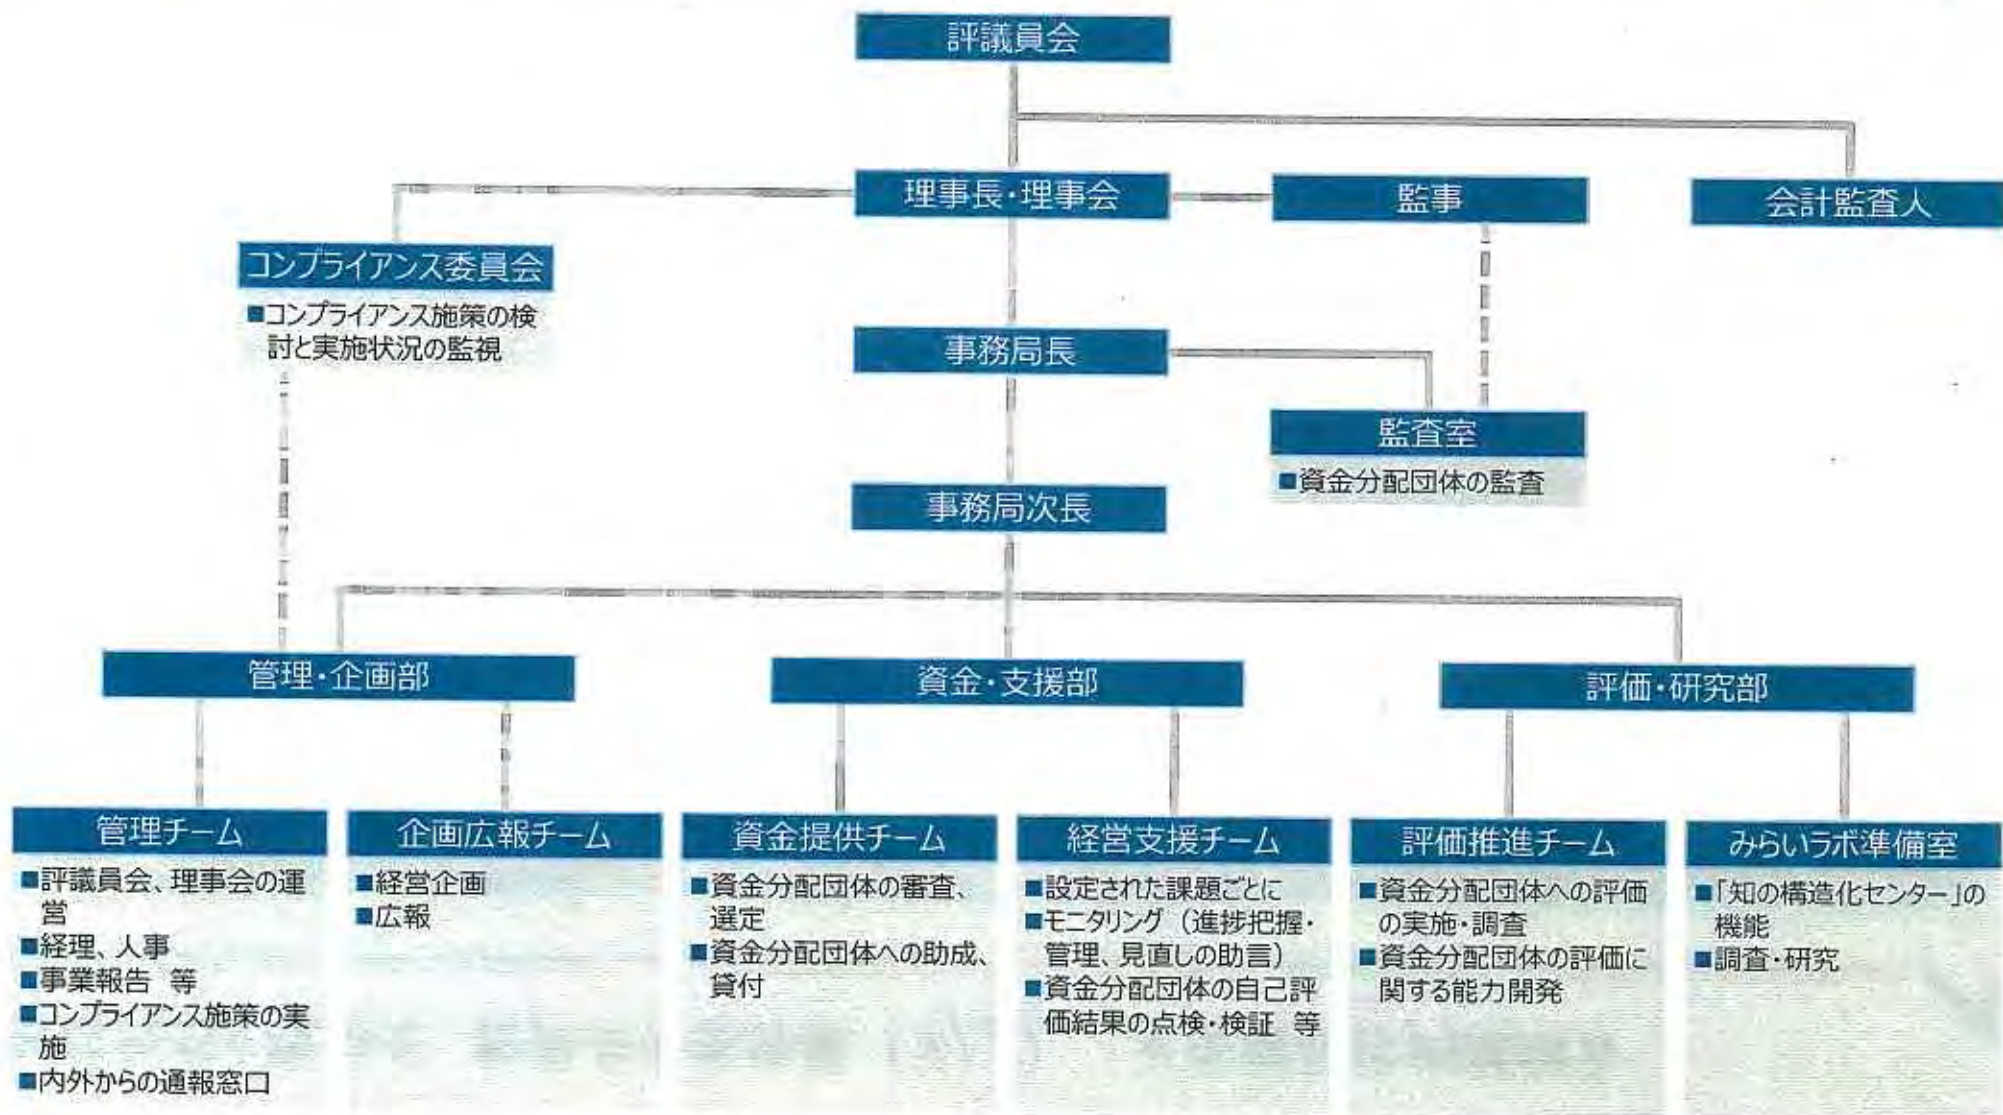 評議員会
理事長・理事会
監事
会計監査人
コンプライアンス委員会
■コンプライアンス施策の検
討と実施状況の監視
事務局長
監査室
■資金分配団体の監査
事務局次長
管理・企画部
資金・支援部
評価・研究部
管理チーム
■評議員会、理事会の運
営
■経理、人事
■事業報告 等
■コンプライアンス施策の実
施
■内外からの通報窓口
企画広報チーム
■経営企画
■広報
資金提供チーム
■資金分配団体の審査、
選定
■資金分配団体への助成、
貸付
経営支援チーム
■設定された課題ごとに
■モニタリング（進捗把握・
管理、見直しの助言）
■資金分配団体の自己評
価結果の点検・検証 等
評価推進チーム
■資金分配団体への評価
の実施・調査
■資金分配団体の評価に
関する能力開発
みらいラボ準備室
■「知の構造化センター」の
機能
■調査・研究